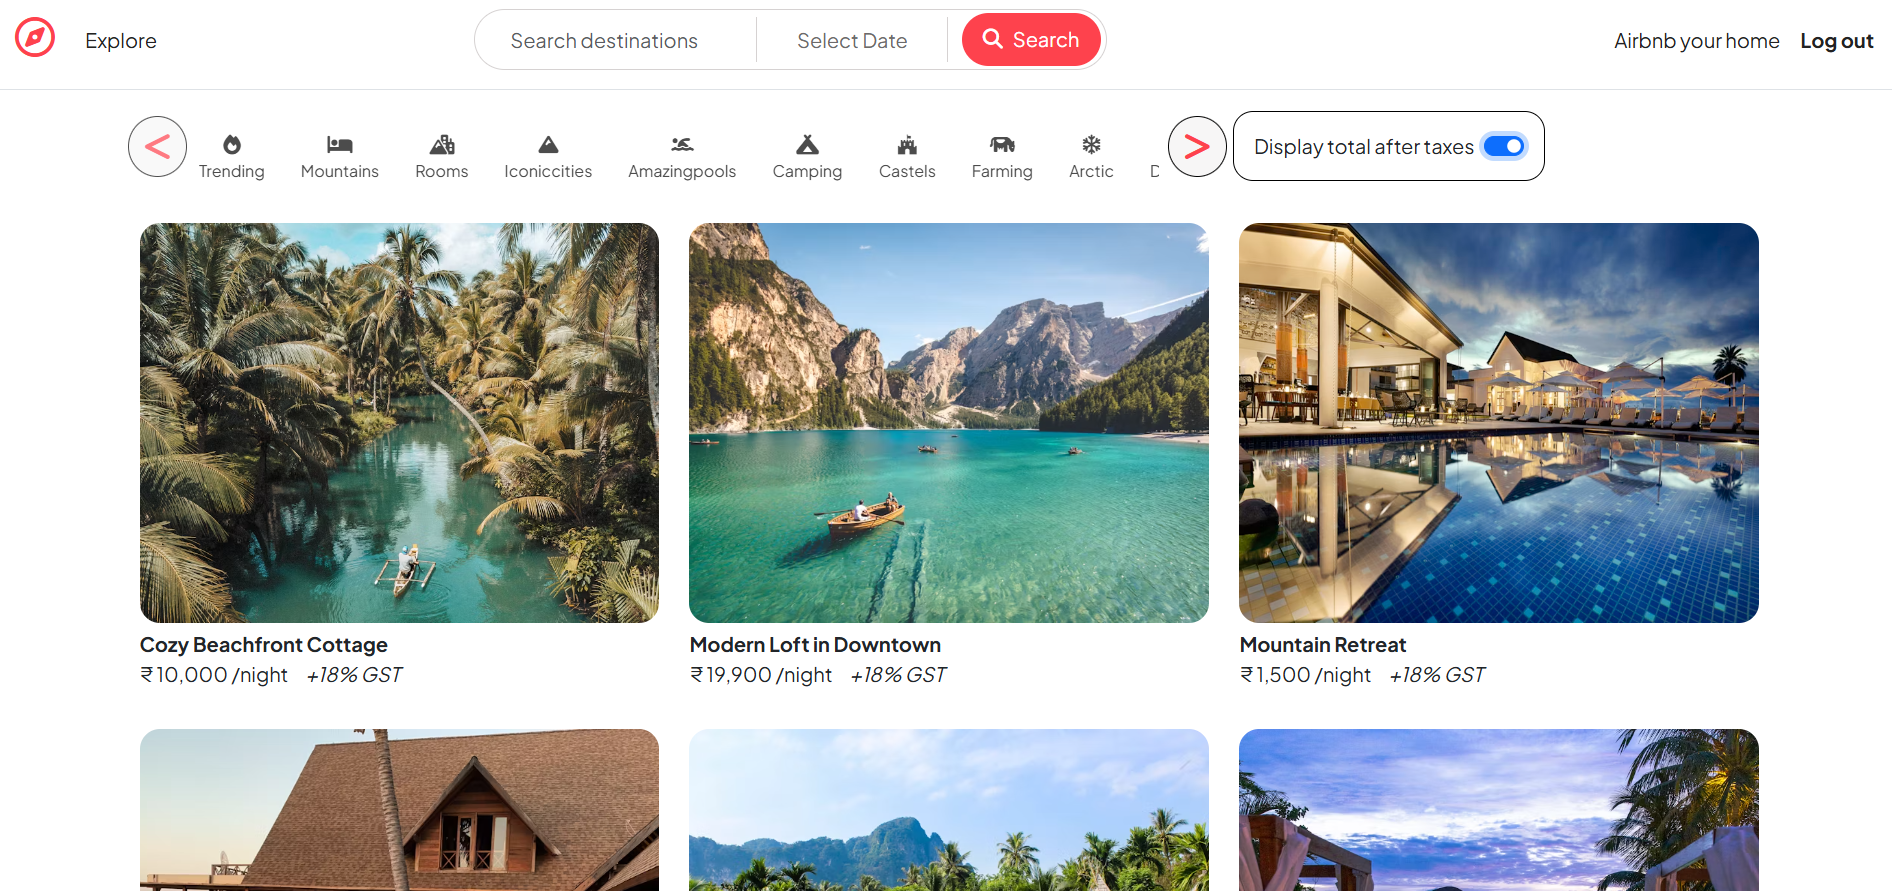 Explore
Search destinations
Select Date
Search
Airbnb your home
Log out
<
Trending
Mountains
Rooms
Iconiccities
Amazingpools
Camping
Castels
Farming
Arctic
>
Display total after taxes
Cozy Beachfront Cottage
₹10,000 /night +18% GST
Modern Loft in Downtown
₹19,900 /night +18% GST
Mountain Retreat
₹1,500 /night +18% GST